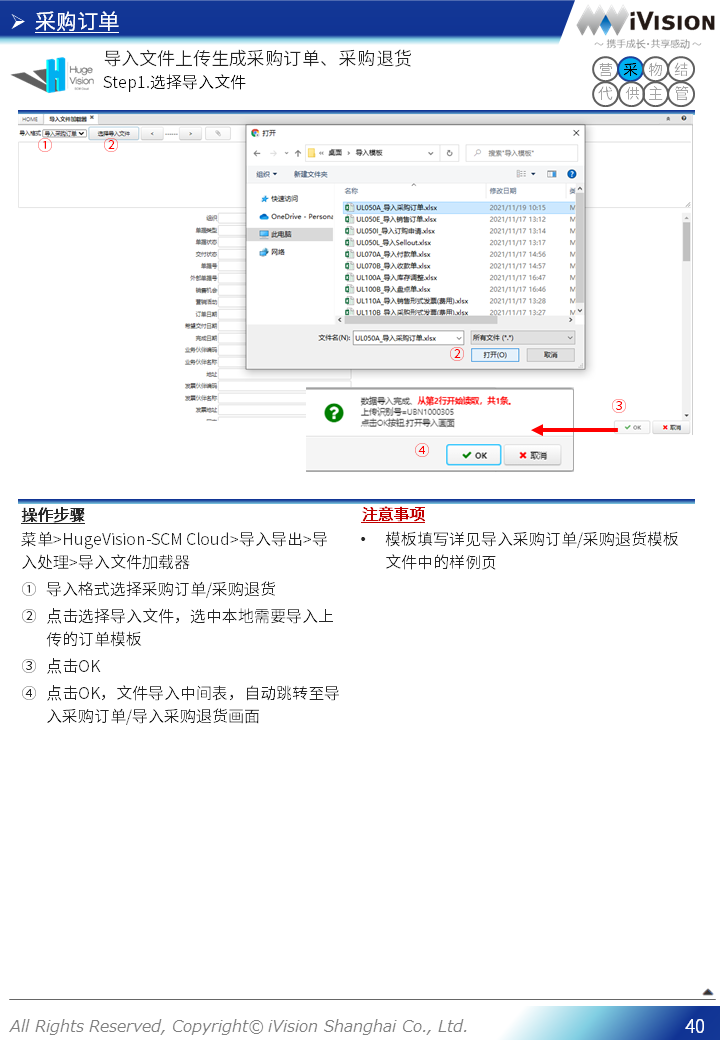 采购订单
iVision
～ 携手成长·共享感动 ～
Huge
Vision
导入文件上传生成采购订单、采购退货
Step1.选择导入文件
营 采 物 结
代 供 主 管
HOME 导入文件加载器 ×
导入格式 导入采购订单 选择导入文件 < ------ >
① ②
组织
单据类型
单据状态
交付状态
单据号
外部单据号
销售机会
营销活动
订单日期
希望交付日期
完成日期
业务伙伴编码
业务伙伴名称
地址
发票伙伴编码
发票伙伴名称
发票地址
打开
« 桌面 › 导入模板
搜索"导入模板"
组织 新建文件夹
快速访问
OneDrive - Persona
此电脑
网络
名称 修改日期 类
UL050A_导入采购订单.xlsx 2021/11/19 10:15 M
UL050E_导入销售订单.xlsx 2021/11/17 13:12 M
UL050I_导入订购申请.xlsx 2021/11/17 13:14 M
UL050L_导入Sellout.xlsx 2021/11/17 13:17 M
UL070A_导入付款单.xlsx 2021/11/17 14:56 M
UL070B_导入收款单.xlsx 2021/11/17 14:57 M
UL100A_导入库存调整.xlsx 2021/11/17 16:47 M
UL100B_导入盘点单.xlsx 2021/11/17 16:46 M
UL110A_导入销售形式发票(费用).xlsx 2021/11/17 13:28 M
UL110B_导入采购形式发票(费用).xlsx 2021/11/17 13:27 M
文件名(N): UL050A_导入采购订单.xlsx 所有文件 (*.*)
② 打开(O) 取消
数据导入完成、从第2行开始读取，共1条。
上传识别号=UBN1000305
点击OK按钮,打开导入画面
③
OK 取消
④ OK 取消
操作步骤
菜单>HugeVision-SCM Cloud>导入导出>导
入处理>导入文件加载器
① 导入格式选择采购订单/采购退货
② 点击选择导入文件，选中本地需要导入上
传的订单模板
③ 点击OK
④ 点击OK，文件导入中间表，自动跳转至导
入采购订单/导入采购退货画面
注意事项
• 模板填写详见导入采购订单/采购退货模板
文件中的样例页
All Rights Reserved, Copyright© iVision Shanghai Co., Ltd.
40